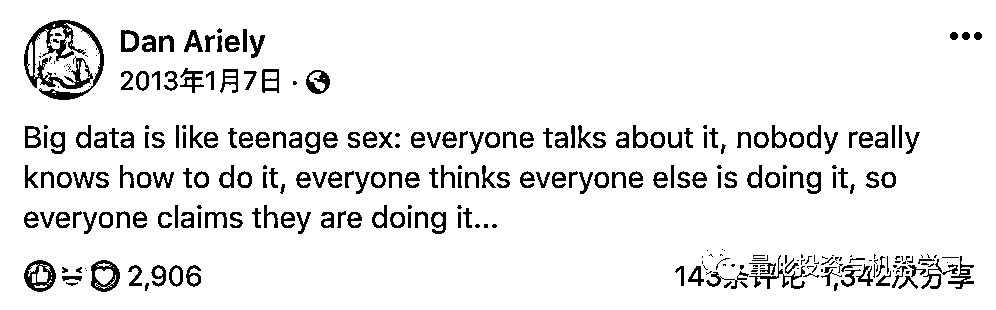 Dan Ariely
2013年1月7日 ·
Big data is like teenage sex: everyone talks about it, nobody really
knows how to do it, everyone thinks everyone else is doing it, so
everyone claims they are doing it...
2,906
143条评论 1,342次分享
量化投资与机器学习